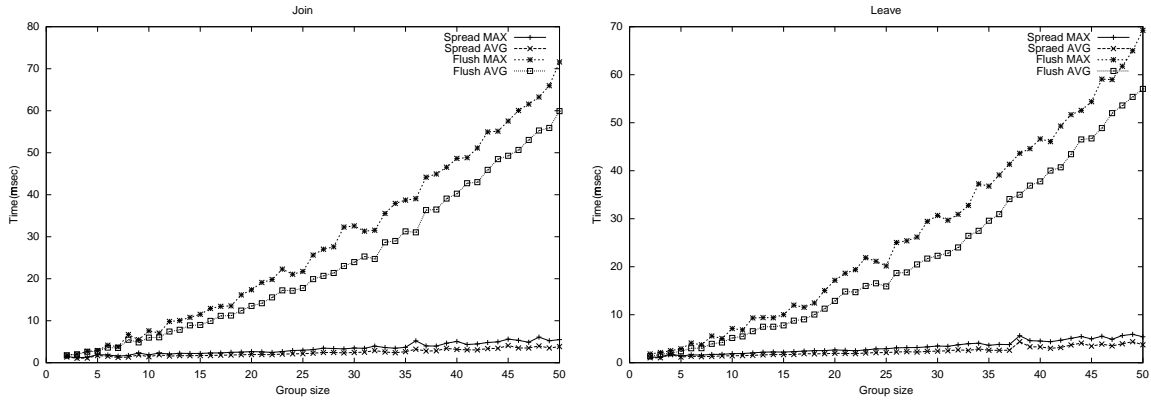 Join
80
70
60
50
40
30
20
10
0
Time(msec)
0 5 10 15 20 25 30 35 40 45 50
Group size
Spread MAX
Spread AVG
Flush MAX
Flush AVG
Leave
70
60
50
40
30
20
10
0
Time(msec)
0 5 10 15 20 25 30 35 40 45 50
Group size
Spread MAX
Spraed AVG
Flush MAX
Flush AVG